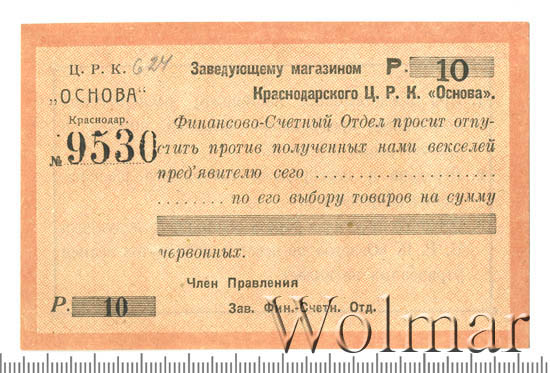 Ц. Р. К. 624
„ОСНОВА"
Краснодар.
№ 9530
Заведующему магазином Р. 10
Краснодарского Ц. Р. К. «Основа».
Финансово-Счетный Отдел просит отпу-
стить против полученных нами векселей
пред'явителю сего . . . . . . . . . . . . . . . . . .
. . . . . . . . по его выбору товаров на сумму
червонных.
Член Правления
Р. 10
Зав. Фин.-Счетн. Отд.
Wolmar